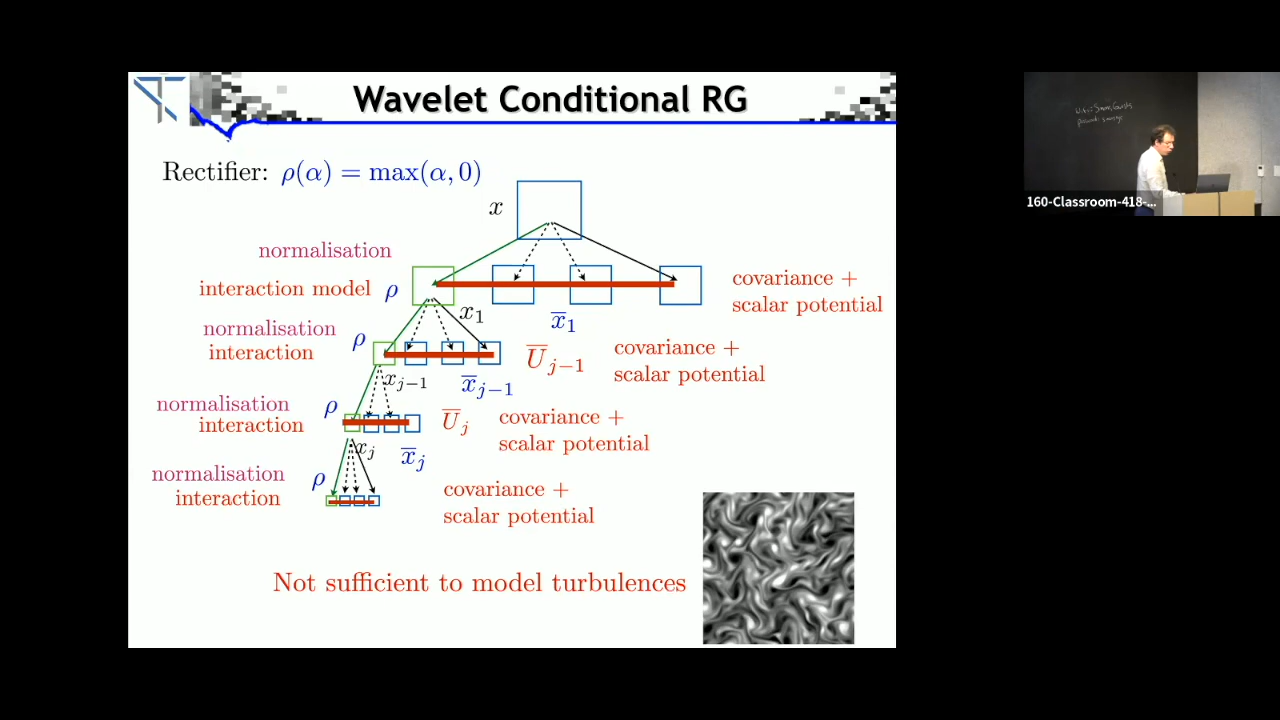 Wavelet Conditional RG
Rectifier: ρ(α) = max(α, 0)
x
normalisation
interaction model ρ
covariance +
scalar potential
x₁
x̅₁
normalisation
interaction
ρ
U̅ⱼ₋₁
covariance +
scalar potential
xⱼ₋₁
x̅ⱼ₋₁
normalisation
interaction
ρ
U̅ⱼ
covariance +
scalar potential
xⱼ
x̅ⱼ
normalisation
interaction
ρ
covariance +
scalar potential
Not sufficient to model turbulences
160-Classroom-418-...